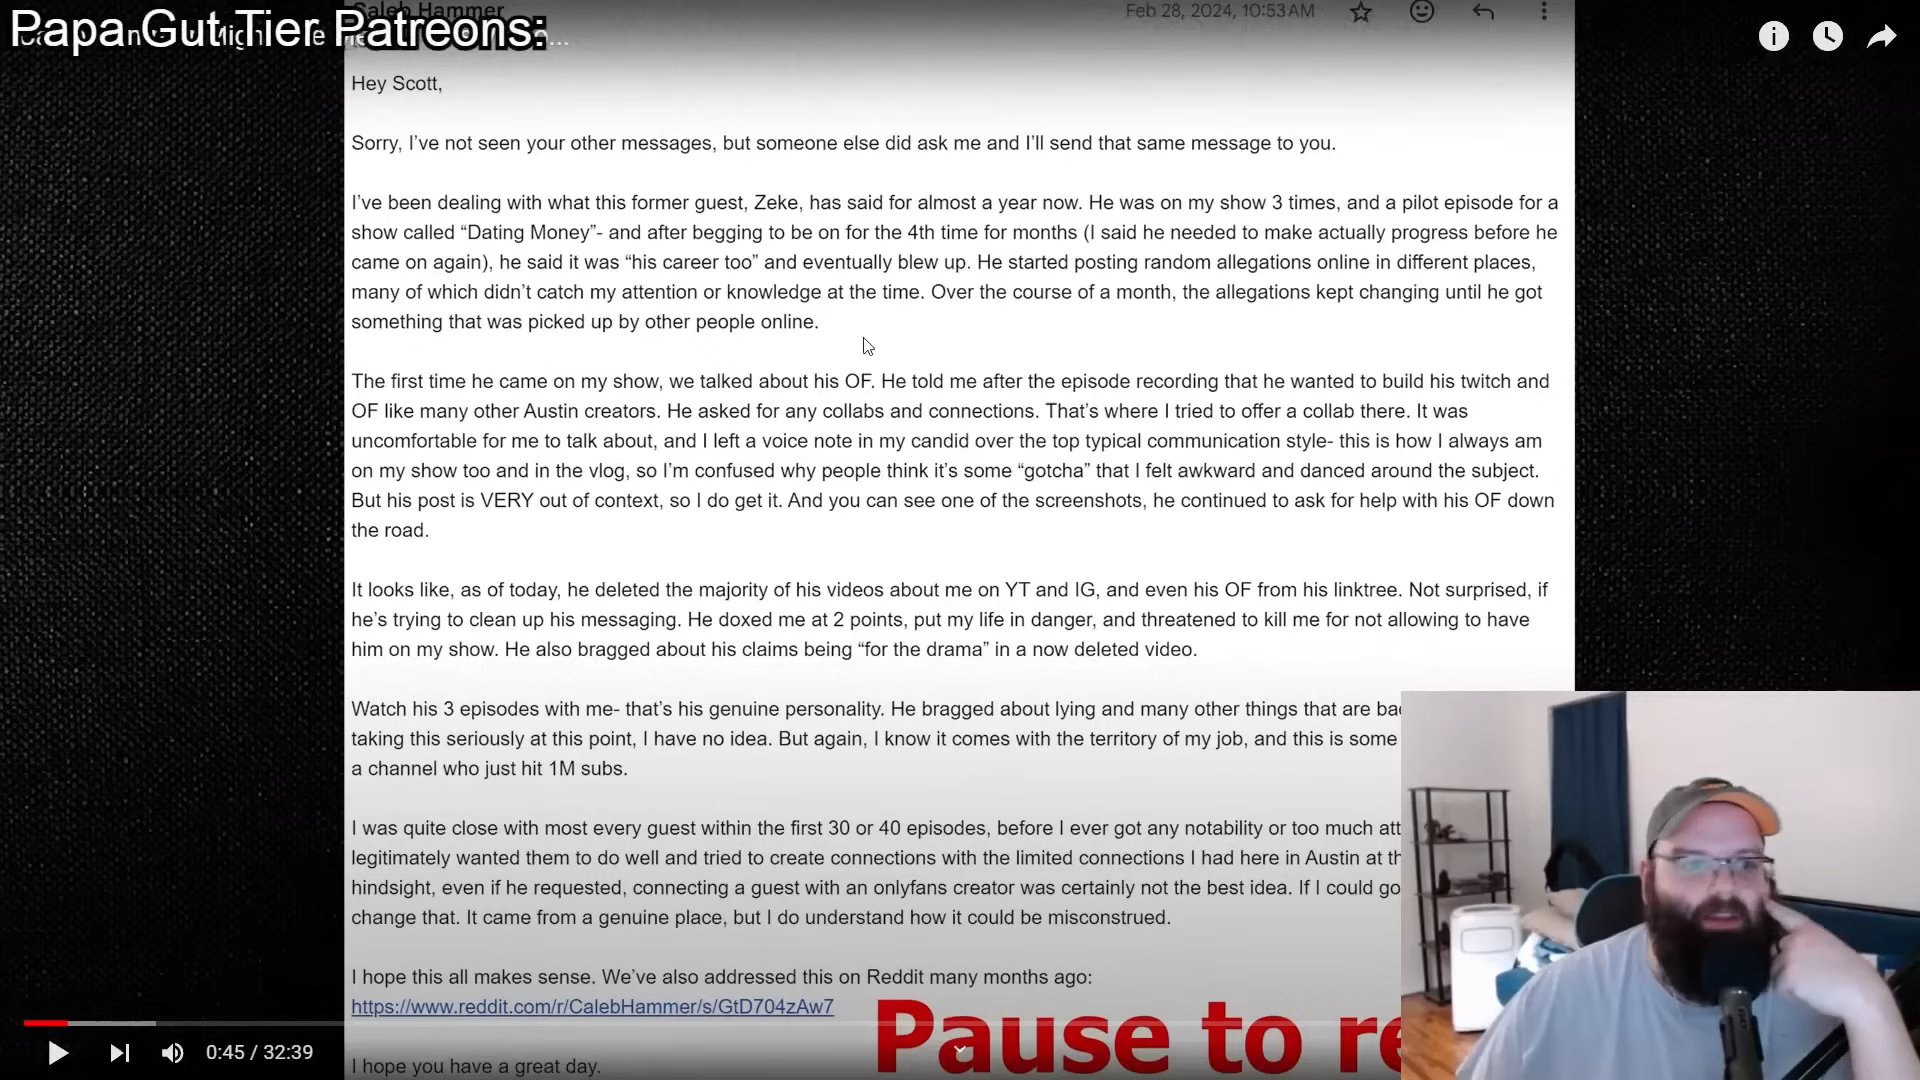 Papa Gut Tier Patreons:
Caleb Hammer
Feb 28, 2024, 10:53 AM
Hey Scott,
Sorry, I've not seen your other messages, but someone else did ask me and I'll send that same message to you.
I've been dealing with what this former guest, Zeke, has said for almost a year now. He was on my show 3 times, and a pilot episode for a
show called “Dating Money”- and after begging to be on for the 4th time for months (I said he needed to make actually progress before he
came on again), he said it was “his career too” and eventually blew up. He started posting random allegations online in different places,
many of which didn't catch my attention or knowledge at the time. Over the course of a month, the allegations kept changing until he got
something that was picked up by other people online.
The first time he came on my show, we talked about his OF. He told me after the episode recording that he wanted to build his twitch and
OF like many other Austin creators. He asked for any collabs and connections. That's where I tried to offer a collab there. It was
uncomfortable for me to talk about, and I left a voice note in my candid over the top typical communication style- this is how I always am
on my show too and in the vlog, so I'm confused why people think it's some “gotcha” that I felt awkward and danced around the subject.
But his post is VERY out of context, so I do get it. And you can see one of the screenshots, he continued to ask for help with his OF down
the road.
It looks like, as of today, he deleted the majority of his videos about me on YT and IG, and even his OF from his linktree. Not surprised, if
he's trying to clean up his messaging. He doxed me at 2 points, put my life in danger, and threatened to kill me for not allowing to have
him on my show. He also bragged about his claims being “for the drama” in a now deleted video.
Watch his 3 episodes with me- that's his genuine personality. He bragged about lying and many other things that are
taking this seriously at this point, I have no idea. But again, I know it comes with the territory of my job, and this is some
a channel who just hit 1M subs.
I was quite close with most every guest within the first 30 or 40 episodes, before I ever got any notability or too much
legitimately wanted them to do well and tried to create connections with the limited connections I had here in Austin at
hindsight, even if he requested, connecting a guest with an onlyfans creator was certainly not the best idea. If I could go
change that. It came from a genuine place, but I do understand how it could be misconstrued.
I hope this all makes sense. We've also addressed this on Reddit many months ago:
https://www.reddit.com/r/CalebHammer/s/GtD704zAw7
Pause to
I hope you have a great day.
0:45 / 32:39